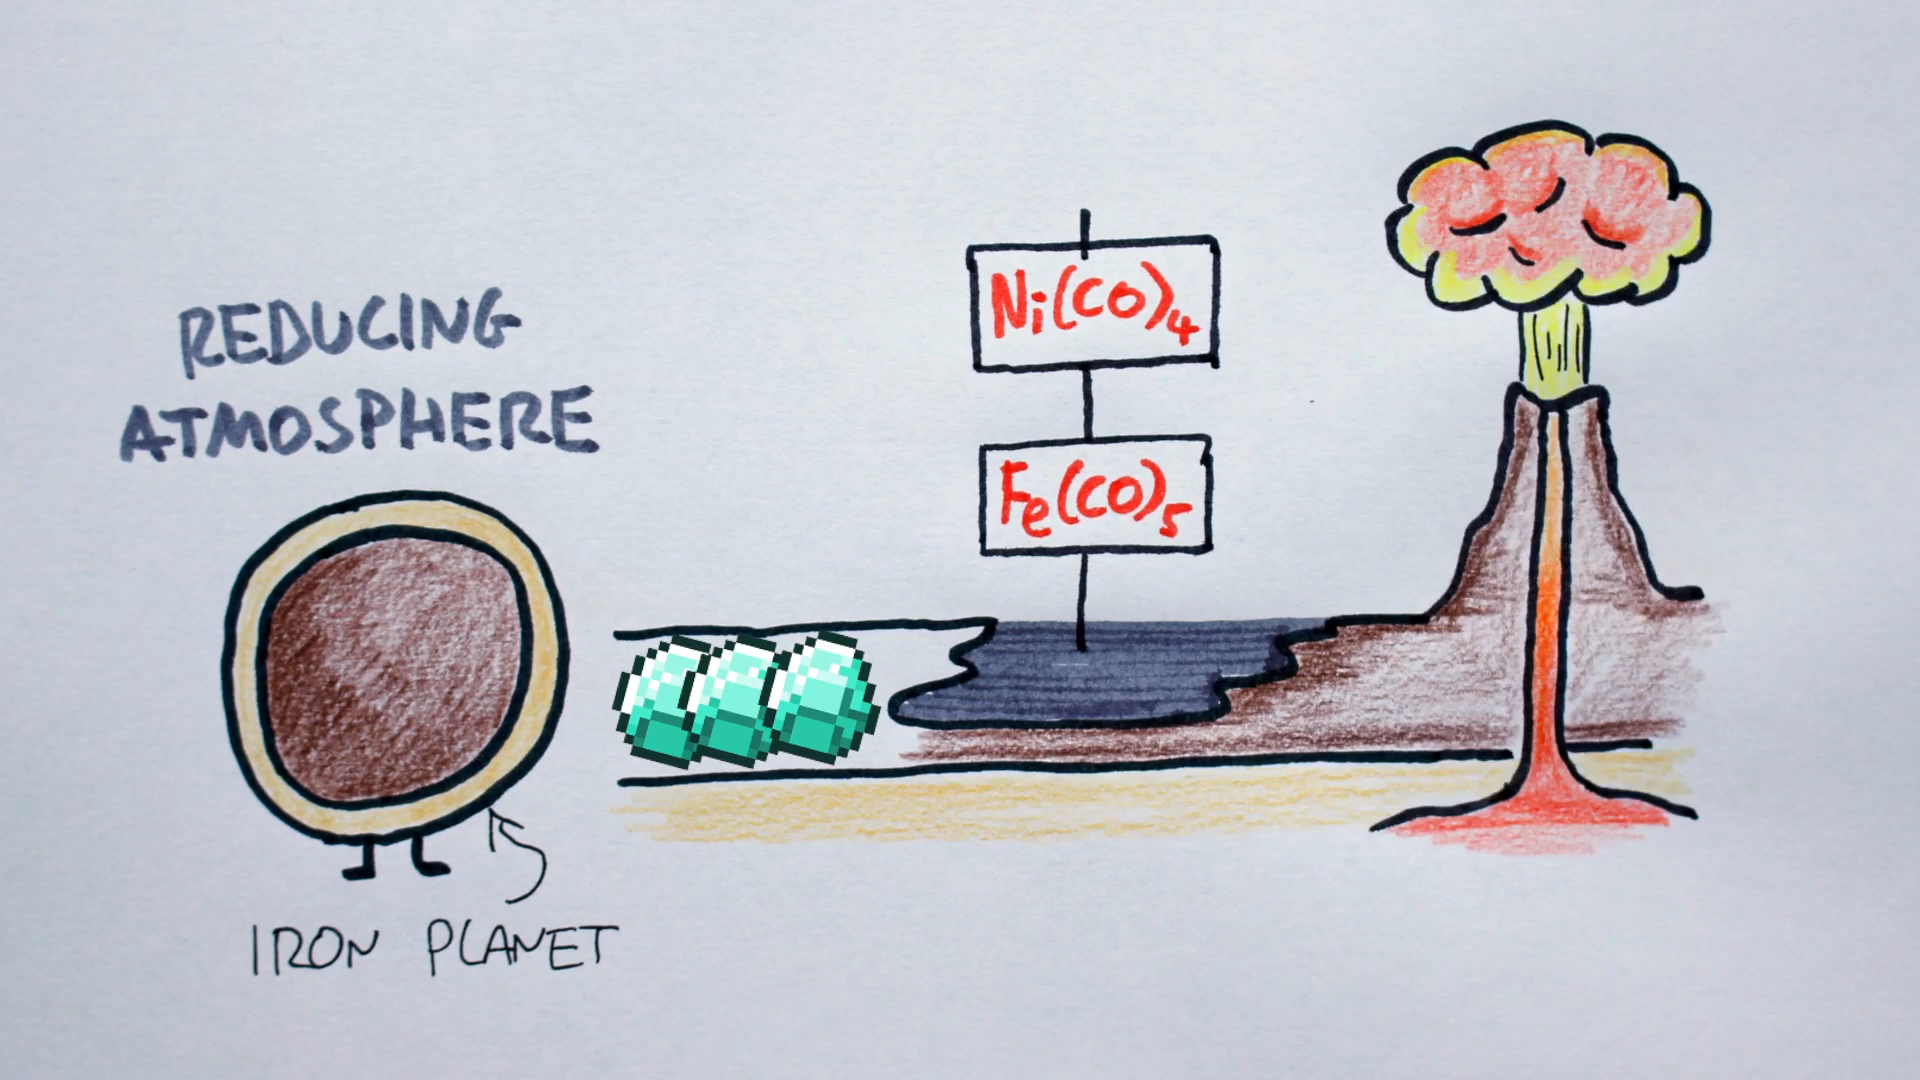 REDUCING
ATMOSPHERE
Ni(CO)₄
Fe(CO)₅
IRON PLANET